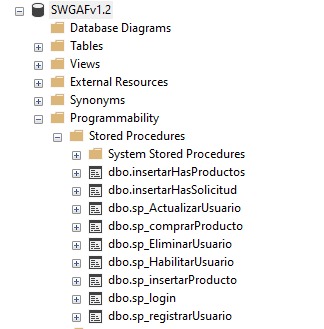 SWGAFv1.2
Database Diagrams
Tables
Views
External Resources
Synonyms
Programmability
Stored Procedures
System Stored Procedures
dbo.insertarHasProductos
dbo.insertarHasSolicitud
dbo.sp_ActualizarUsuario
dbo.sp_comprarProducto
dbo.sp_EliminarUsuario
dbo.sp_HabilitarUsuario
dbo.sp_insertarProducto
dbo.sp_login
dbo.sp_registrarUsuario